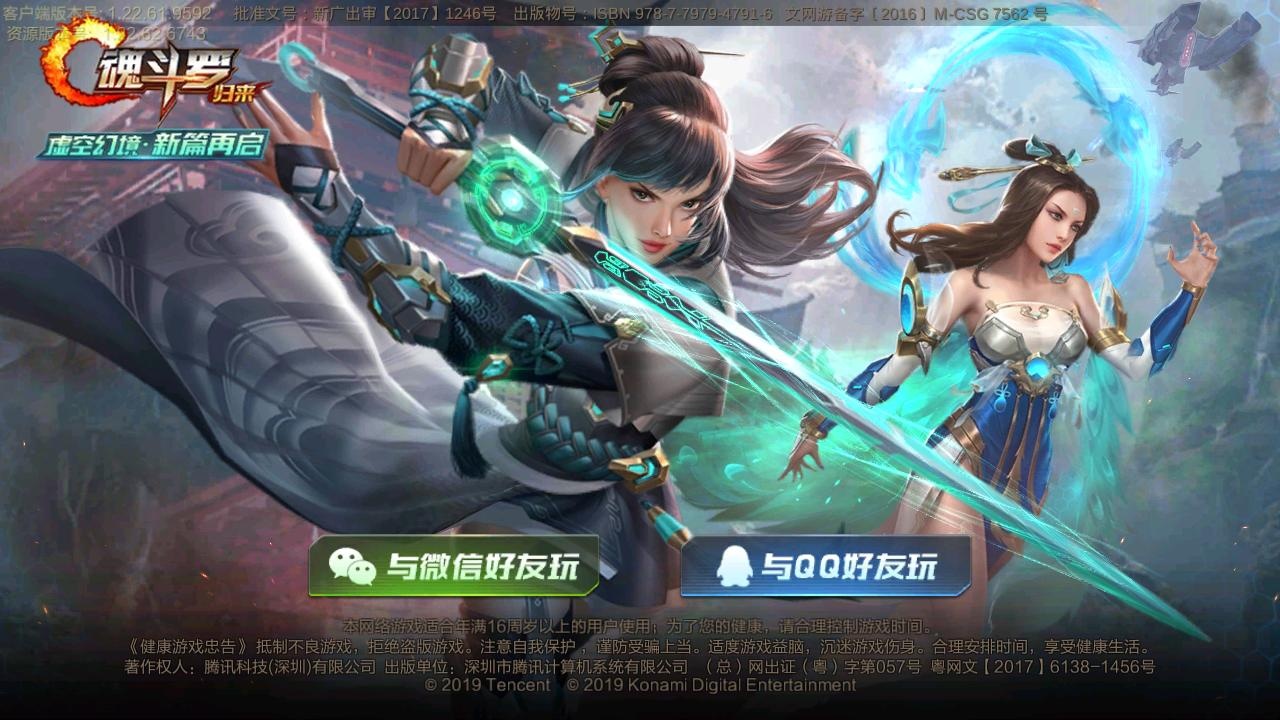 客户端版本号: 1.22.61.9592 批准文号：新广出审【2017】1246号 出版物号：ISBN 978-7-7979-4791-6 文网游备字〔2016〕M-CSG 7562 号
资源版本号: 1.22.62.6743
魂斗罗
归来
虚空幻境·新篇再启
与微信好友玩
与QQ好友玩
本网络游戏适合年满16周岁以上的用户使用；为了您的健康，请合理控制游戏时间。
《健康游戏忠告》 抵制不良游戏，拒绝盗版游戏。注意自我保护，谨防受骗上当。适度游戏益脑，沉迷游戏伤身。合理安排时间，享受健康生活。
著作权人：腾讯科技(深圳)有限公司 出版单位：深圳市腾讯计算机系统有限公司 （总）网出证（粤）字第057号 粤网文【2017】6138-1456号
© 2019 Tencent © 2019 Konami Digital Entertainment